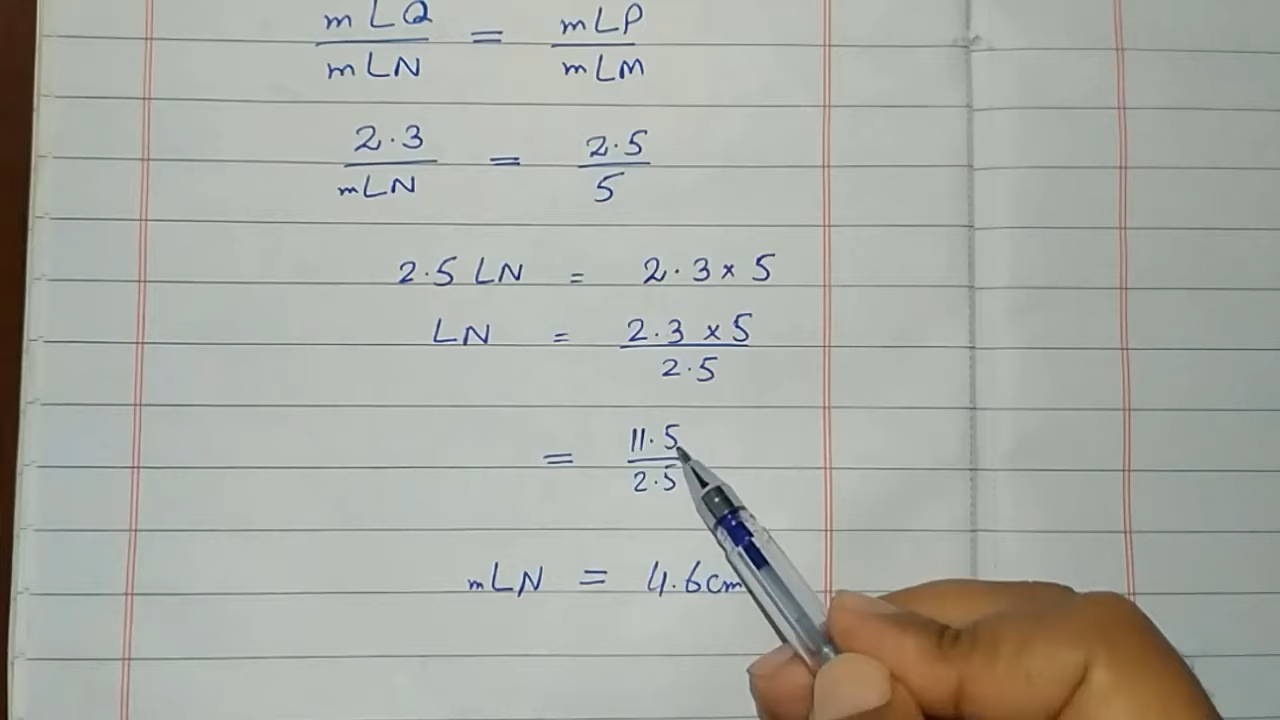 mLQ/mLN = mLP/mLM
2.3/mLN = 2.5/5
2.5 LN = 2.3 × 5
LN = 2.3 × 5/2.5
= 11.5/2.5
mLN = 4.6cm